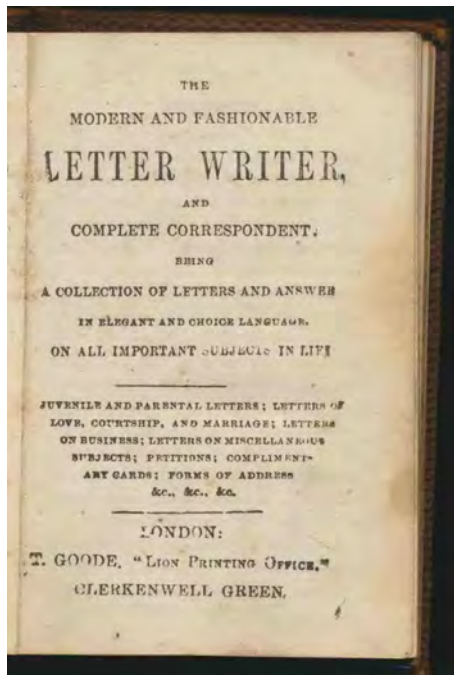 THE
MODERN AND FASHIONABLE
LETTER WRITER,
AND
COMPLETE CORRESPONDENT.
BEING
A COLLECTION OF LETTERS AND ANSWER
IN ELEGANT AND CHOICE LANGUAGE.
ON ALL IMPORTANT SUBJECTS IN LIFE
JUVENILE AND PARENTAL LETTERS; LETTERS OF
LOVE, COURTSHIP, AND MARRIAGE; LETTERS
ON BUSINESS; LETTERS ON MISCELLANEOUS
SUBJECTS; PETITIONS; COMPLIMENT-
ARY CARDS; FORMS OF ADDRESS
&c., &c., &c.
LONDON:
T. GOODE, "LION PRINTING OFFICE,"
CLERKENWELL GREEN.